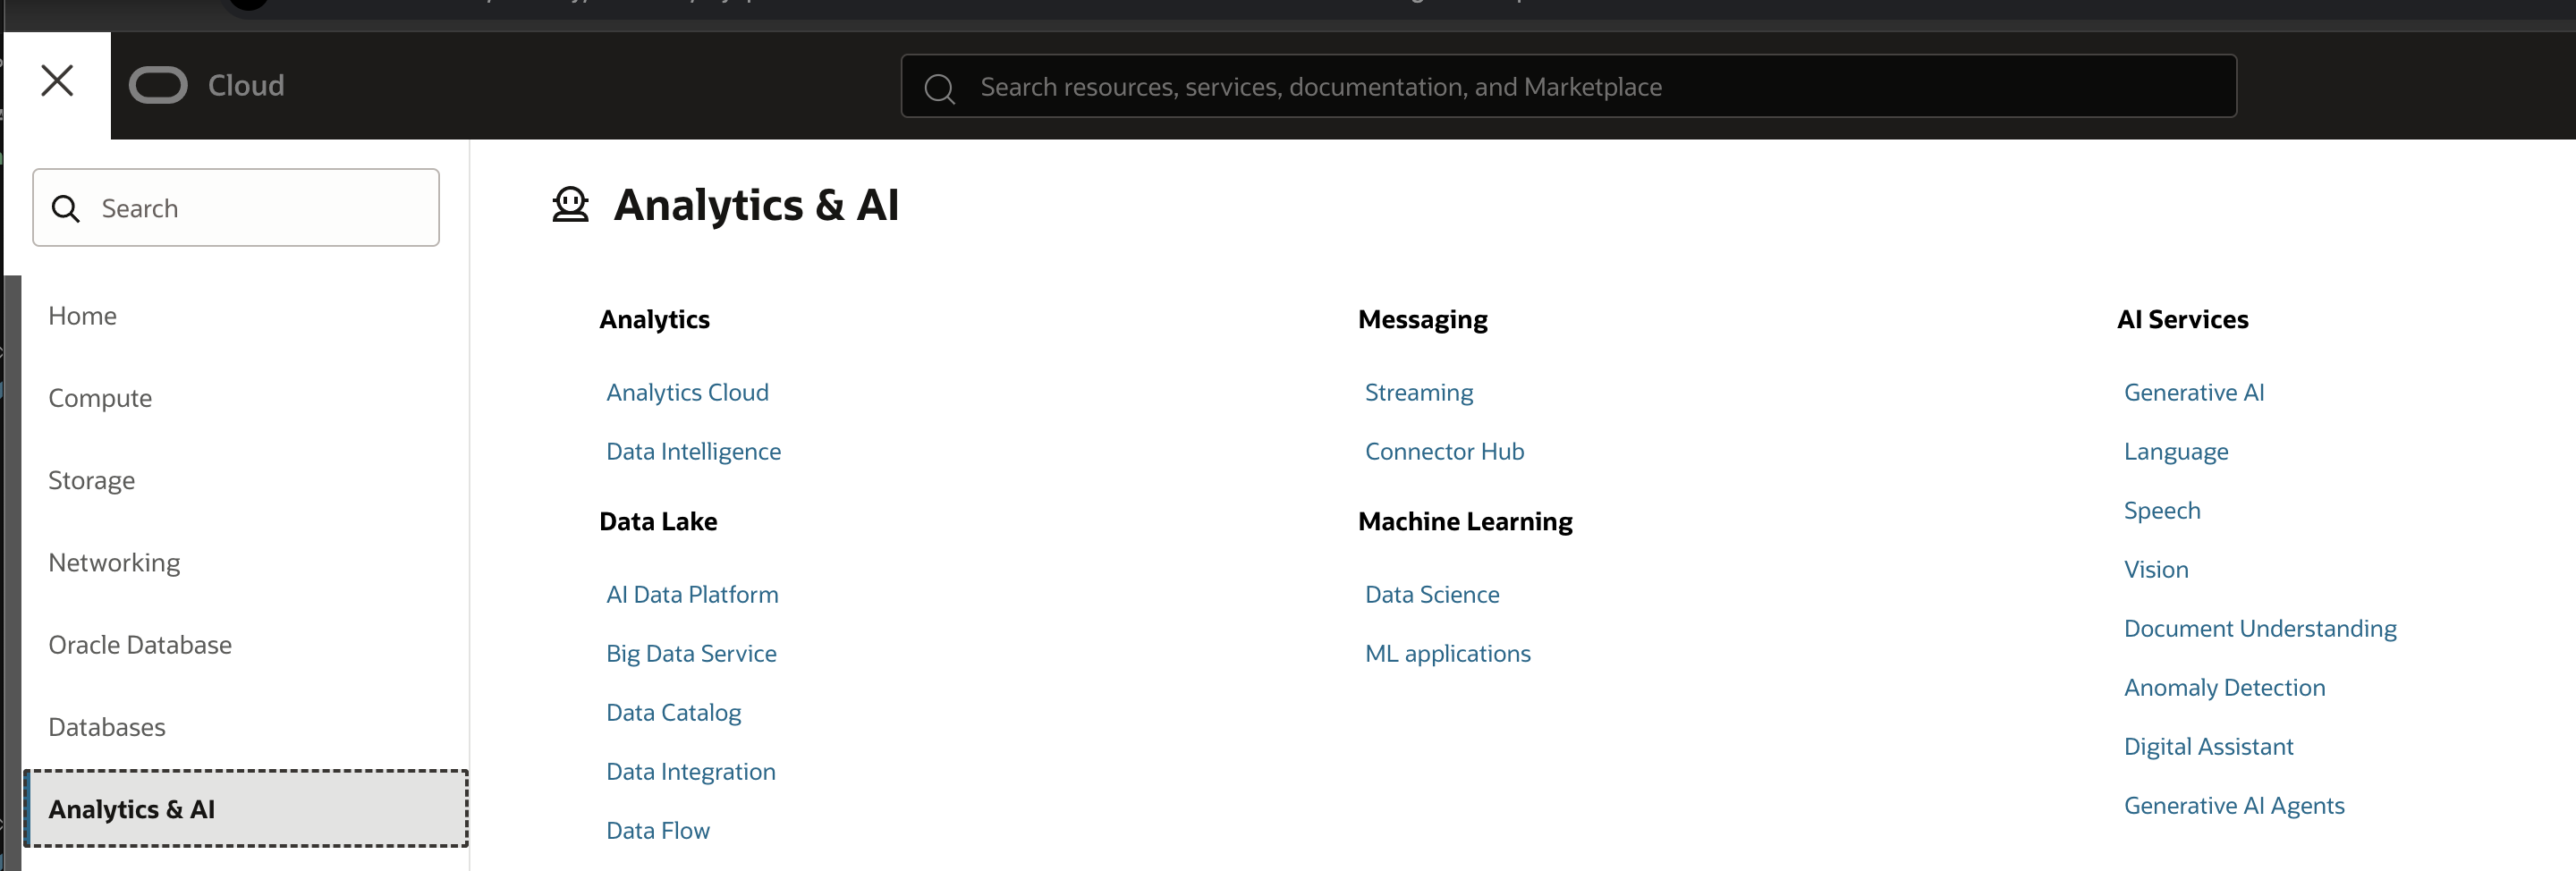 Cloud
Search resources, services, documentation, and Marketplace
Search
Home
Compute
Storage
Networking
Oracle Database
Databases
Analytics & AI
Analytics & AI
Analytics
Analytics Cloud
Data Intelligence
Data Lake
AI Data Platform
Big Data Service
Data Catalog
Data Integration
Data Flow
Messaging
Streaming
Connector Hub
Machine Learning
Data Science
ML applications
AI Services
Generative AI
Language
Speech
Vision
Document Understanding
Anomaly Detection
Digital Assistant
Generative AI Agents